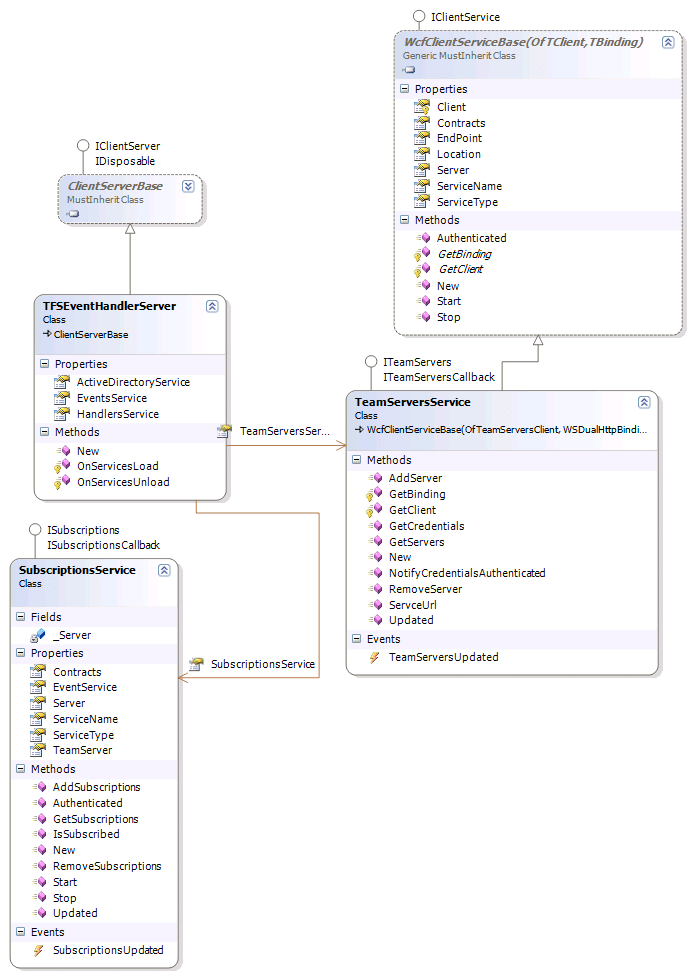 IClientService
WcfClientServiceBase(Of TClient,TBinding)
Generic MustInherit Class
Properties
Client
Contracts
EndPoint
Location
Server
ServiceName
ServiceType
Methods
Authenticated
GetBinding
GetClient
New
Start
Stop
IClientServer
IDisposable
ClientServerBase
MustInherit Class
TFSEventHandlerServer
Class
ClientServerBase
Properties
ActiveDirectoryService
EventsService
HandlersService
Methods
New
OnServicesLoad
OnServicesUnload
TeamServersSer...
ITeamServers
ITeamServersCallback
TeamServersService
Class
WcfClientServiceBase(Of TeamServersClient, WSDualHttpBindi...
Methods
AddServer
GetBinding
GetClient
GetCredentials
GetServers
New
NotifyCredentialsAuthenticated
RemoveServer
ServceUrl
Updated
Events
TeamServersUpdated
ISubscriptions
ISubscriptionsCallback
SubscriptionsService
Class
Fields
_Server
Properties
Contracts
EventService
Server
ServiceName
ServiceType
TeamServer
Methods
AddSubscriptions
Authenticated
GetSubscriptions
IsSubscribed
New
RemoveSubscriptions
Start
Stop
Updated
Events
SubscriptionsUpdated
SubscriptionsService